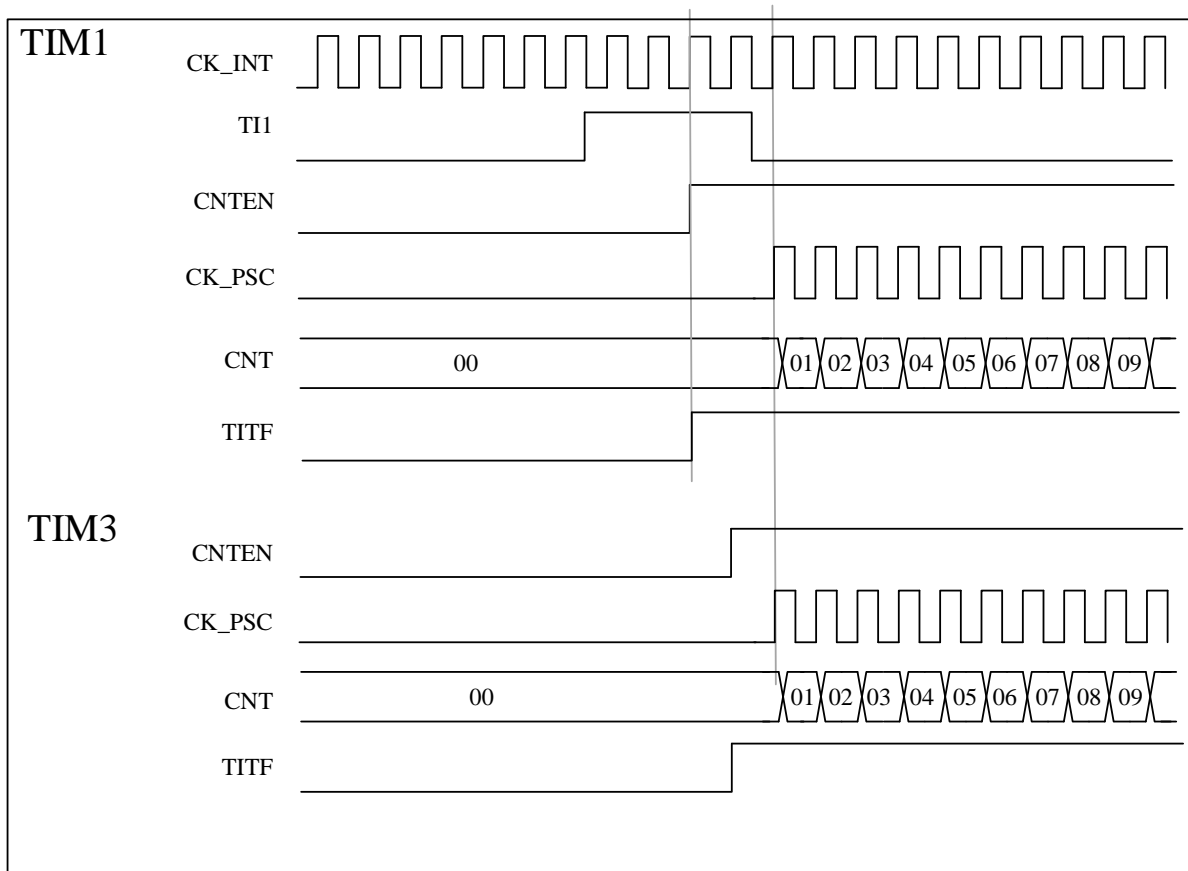 TIM1
CK_INT
TI1
CNTEN
CK_PSC
CNT 00 01 02 03 04 05 06 07 08 09
TITF
TIM3
CNTEN
CK_PSC
CNT 00 01 02 03 04 05 06 07 08 09
TITF